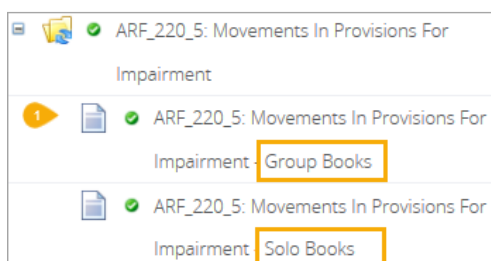 ARF_220_5: Movements In Provisions For
Impairment
1 ARF_220_5: Movements In Provisions For
Impairment - Group Books
ARF_220_5: Movements In Provisions For
Impairment - Solo Books